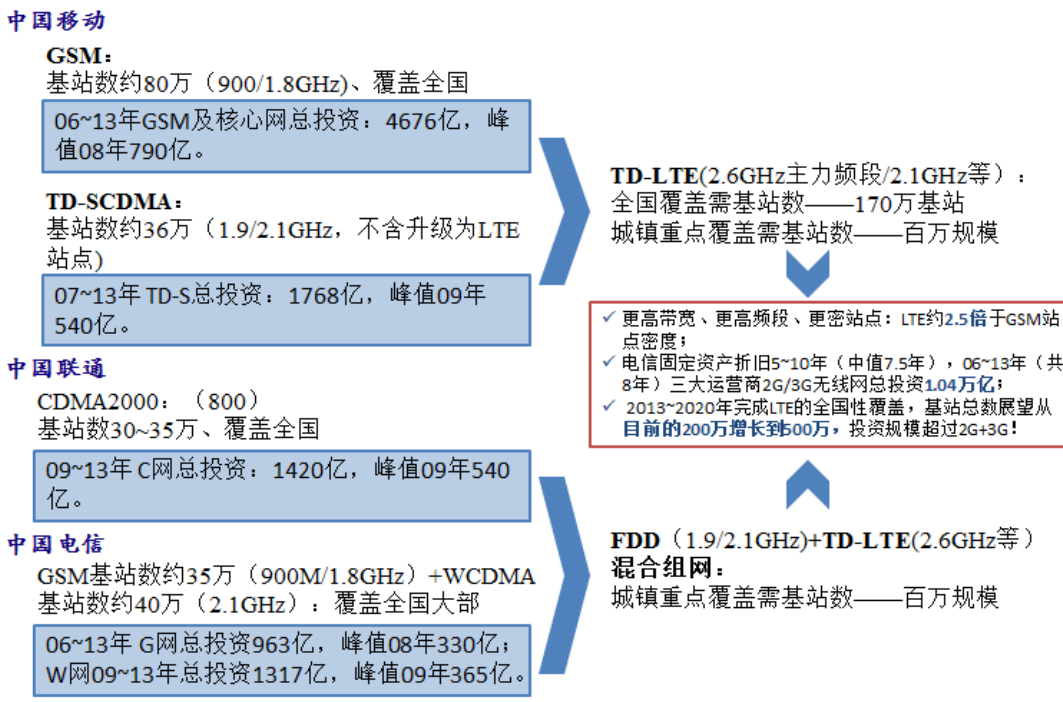 中国移动
GSM：
基站数约80万（900/1.8GHz)、覆盖全国
06~13年GSM及核心网总投资：4676亿，峰
值08年790亿。
TD-SCDMA：
基站数约36万（1.9/2.1GHz，不含升级为LTE
站点)
07~13年 TD-S总投资：1768亿，峰值09年
540亿。
中国联通
CDMA2000：（800）
基站数30~35万、覆盖全国
09~13年 C网总投资：1420亿，峰值09年540
亿。
中国电信
GSM基站数约35万（900M/1.8GHz）+WCDMA
基站数约40万（2.1GHz）：覆盖全国大部
06~13年 G网总投资963亿，峰值08年330亿；
W网09~13年总投资1317亿，峰值09年365亿。
TD-LTE(2.6GHz主力频段/2.1GHz等）：
全国覆盖需基站数——170万基站
城镇重点覆盖需基站数——百万规模
✓ 更高带宽、更高频段、更密站点：LTE约2.5倍于GSM站
点密度；
✓ 电信固定资产折旧5~10年（中值7.5年），06~13年（共
8年）三大运营商2G/3G无线网总投资1.04万亿；
✓ 2013~2020年完成LTE的全国性覆盖，基站总数展望从
目前的200万增长到500万，投资规模超过2G+3G！
FDD（1.9/2.1GHz)+TD-LTE(2.6GHz等）
混合组网：
城镇重点覆盖需基站数——百万规模